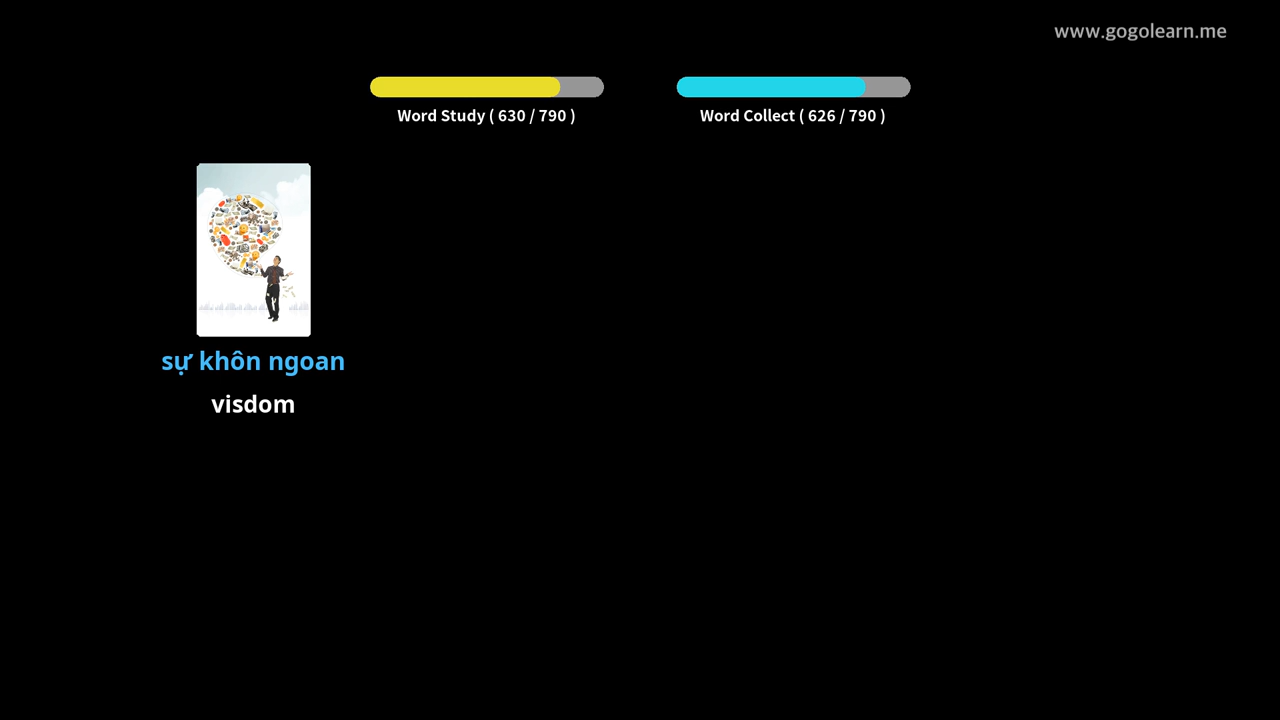 www.gogolearn.me
Word Study ( 630 / 790 )
Word Collect ( 626 / 790 )
sự khôn ngoan
visdom